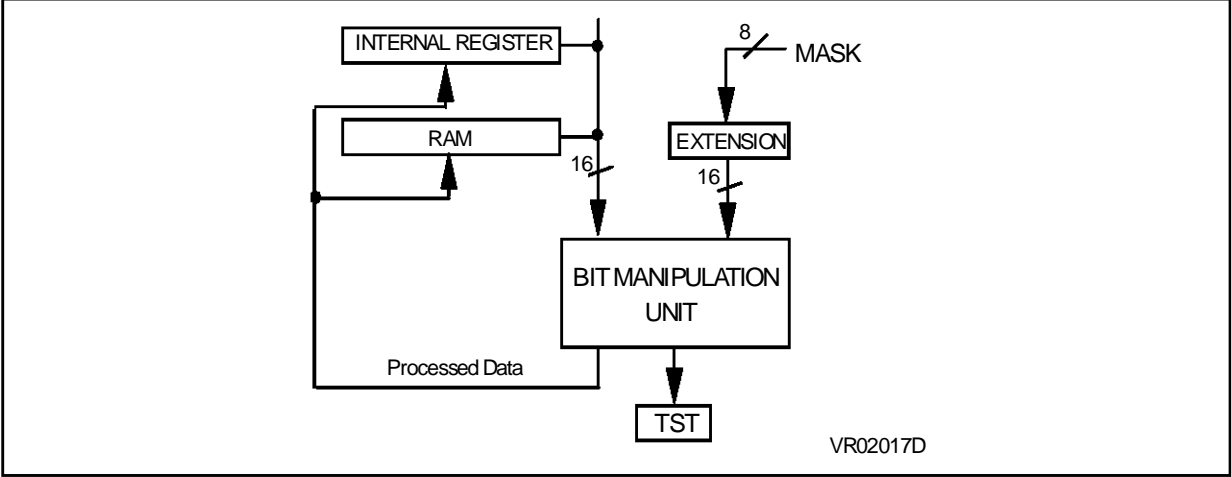 INTERNAL REGISTER
8
MASK
RAM
EXTENSION
16
16
BIT MANIPULATION
UNIT
Processed Data
TST
VR02017D